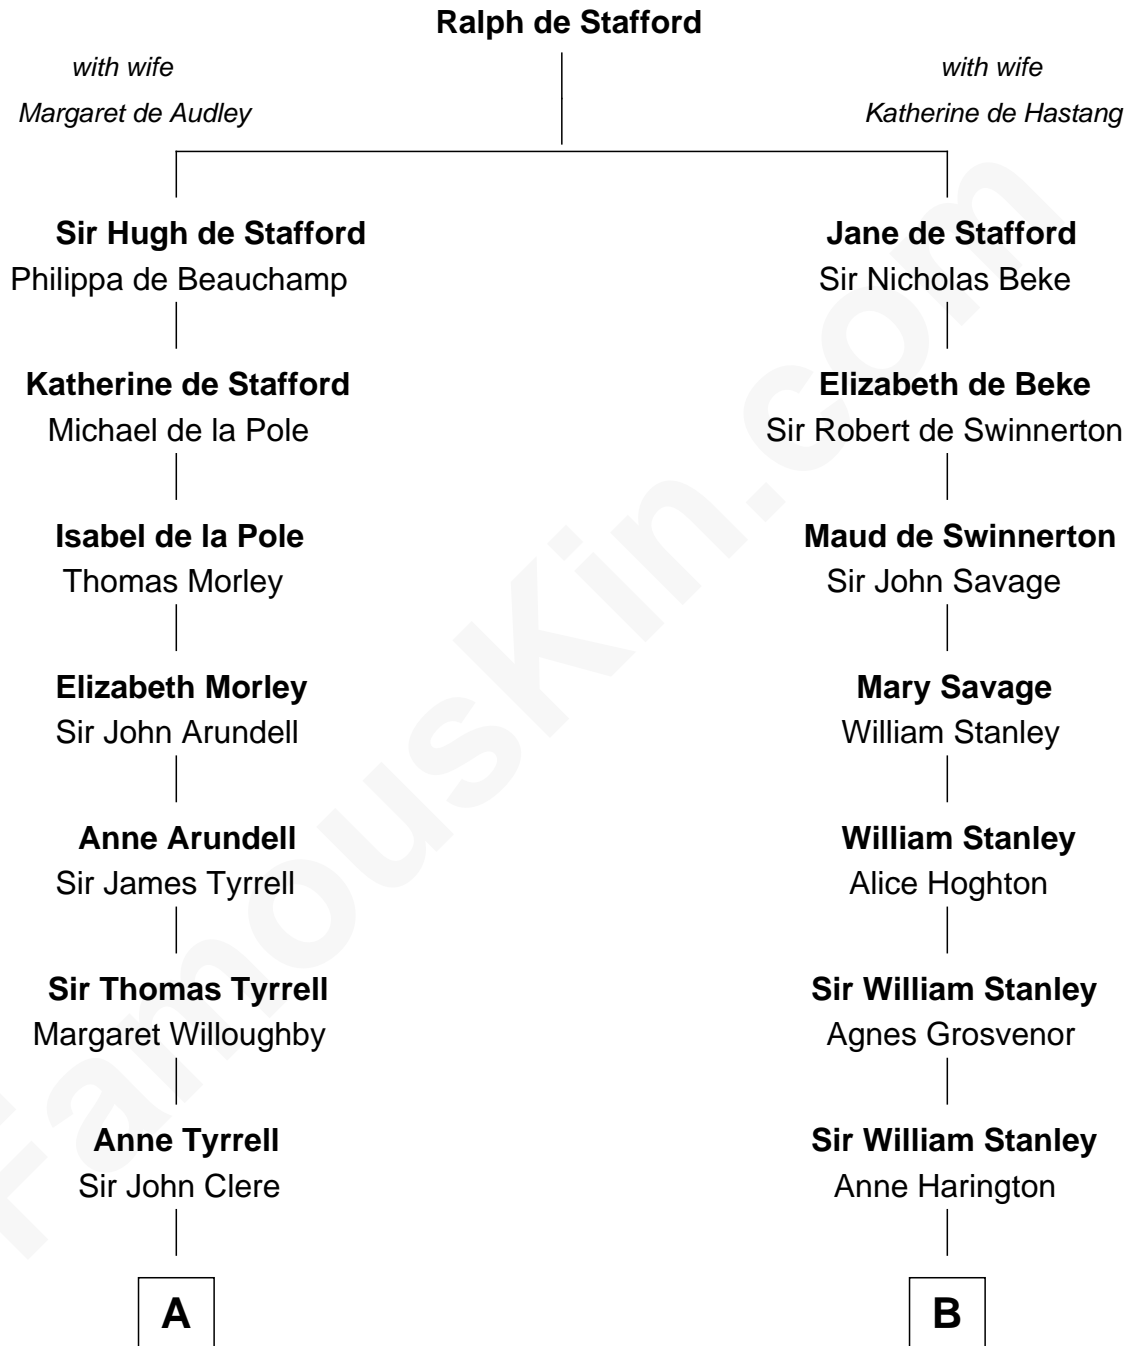 Ralph de Stafford
with wife
Margaret de Audley
with wife
Katherine de Hastang
Sir Hugh de Stafford
Philippa de Beauchamp
Jane de Stafford
Sir Nicholas Beke
Katherine de Stafford
Michael de la Pole
Elizabeth de Beke
Sir Robert de Swinnerton
Isabel de la Pole
Thomas Morley
Maud de Swinnerton
Sir John Savage
Elizabeth Morley
Sir John Arundell
Mary Savage
William Stanley
Anne Arundell
Sir James Tyrrell
William Stanley
Alice Hoghton
Sir Thomas Tyrrell
Margaret Willoughby
Sir William Stanley
Agnes Grosvenor
Anne Tyrrell
Sir John Clere
Sir William Stanley
Anne Harington
A
B
FamousKin.com